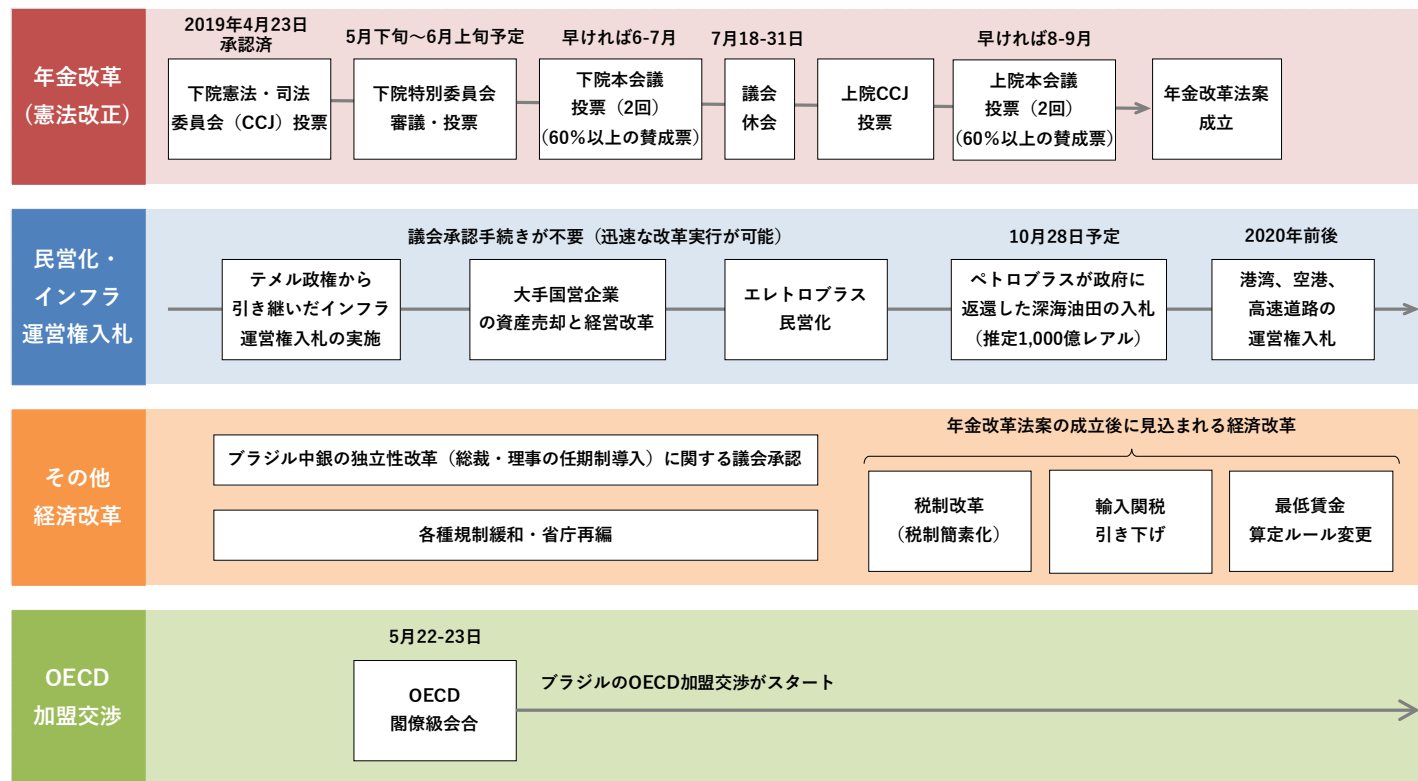 年金改革
(憲法改正)
2019年4月23日
承認済
下院憲法・司法
委員会（CCJ）投票
5月下旬～6月上旬予定
下院特別委員会
審議・投票
早ければ6-7月
下院本会議
投票（2回）
（60%以上の賛成票）
7月18-31日
議会
休会
上院CCJ
投票
早ければ8-9月
上院本会議
投票（2回）
（60%以上の賛成票）
年金改革法案
成立
民営化・
インフラ
運営権入札
議会承認手続きが不要（迅速な改革実行が可能）
テメル政権から
引き継いだインフラ
運営権入札の実施
大手国営企業
の資産売却と経営改革
エレトロブラス
民営化
10月28日予定
ペトロブラスが政府に
返還した深海油田の入札
（推定1,000億レアル）
2020年前後
港湾、空港、
高速道路の
運営権入札
その他
経済改革
ブラジル中銀の独立性改革（総裁・理事の任期制導入）に関する議会承認
各種規制緩和・省庁再編
年金改革法案の成立後に見込まれる経済改革
税制改革
（税制簡素化）
輸入関税
引き下げ
最低賃金
算定ルール変更
OECD
加盟交渉
5月22-23日
OECD
閣僚級会合
ブラジルのOECD加盟交渉がスタート